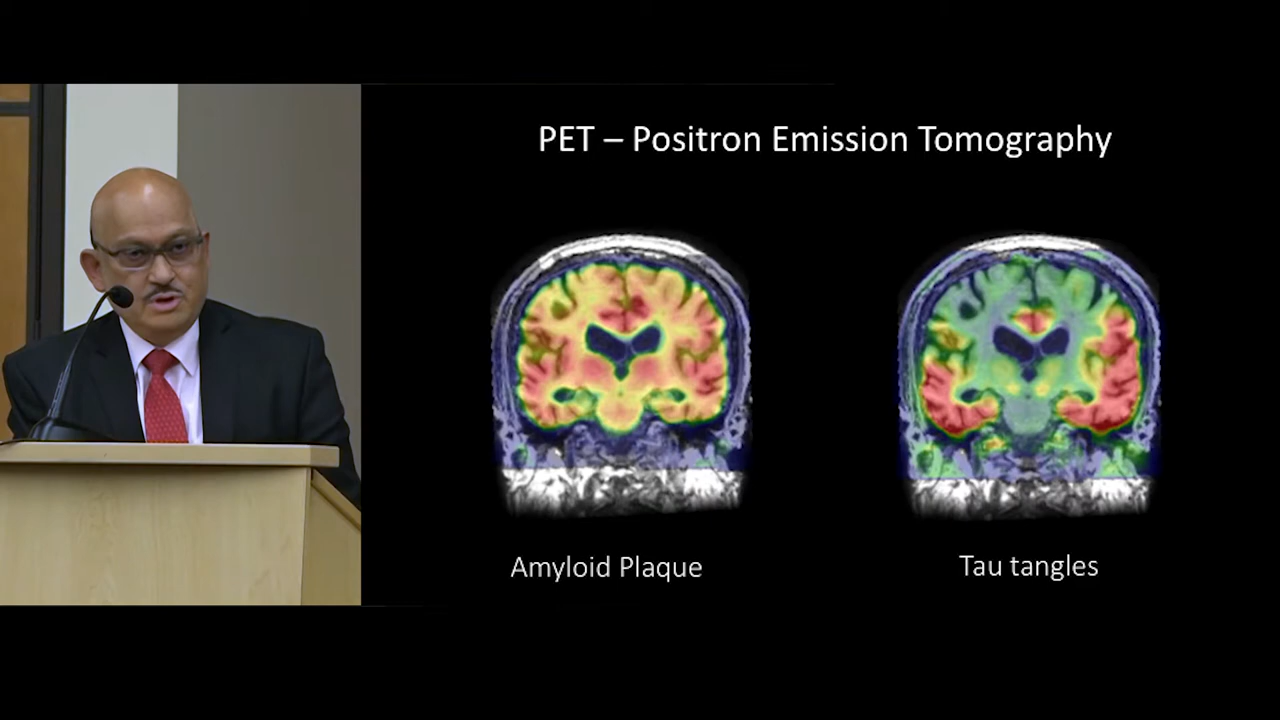 PET – Positron Emission Tomography
Amyloid Plaque
Tau tangles